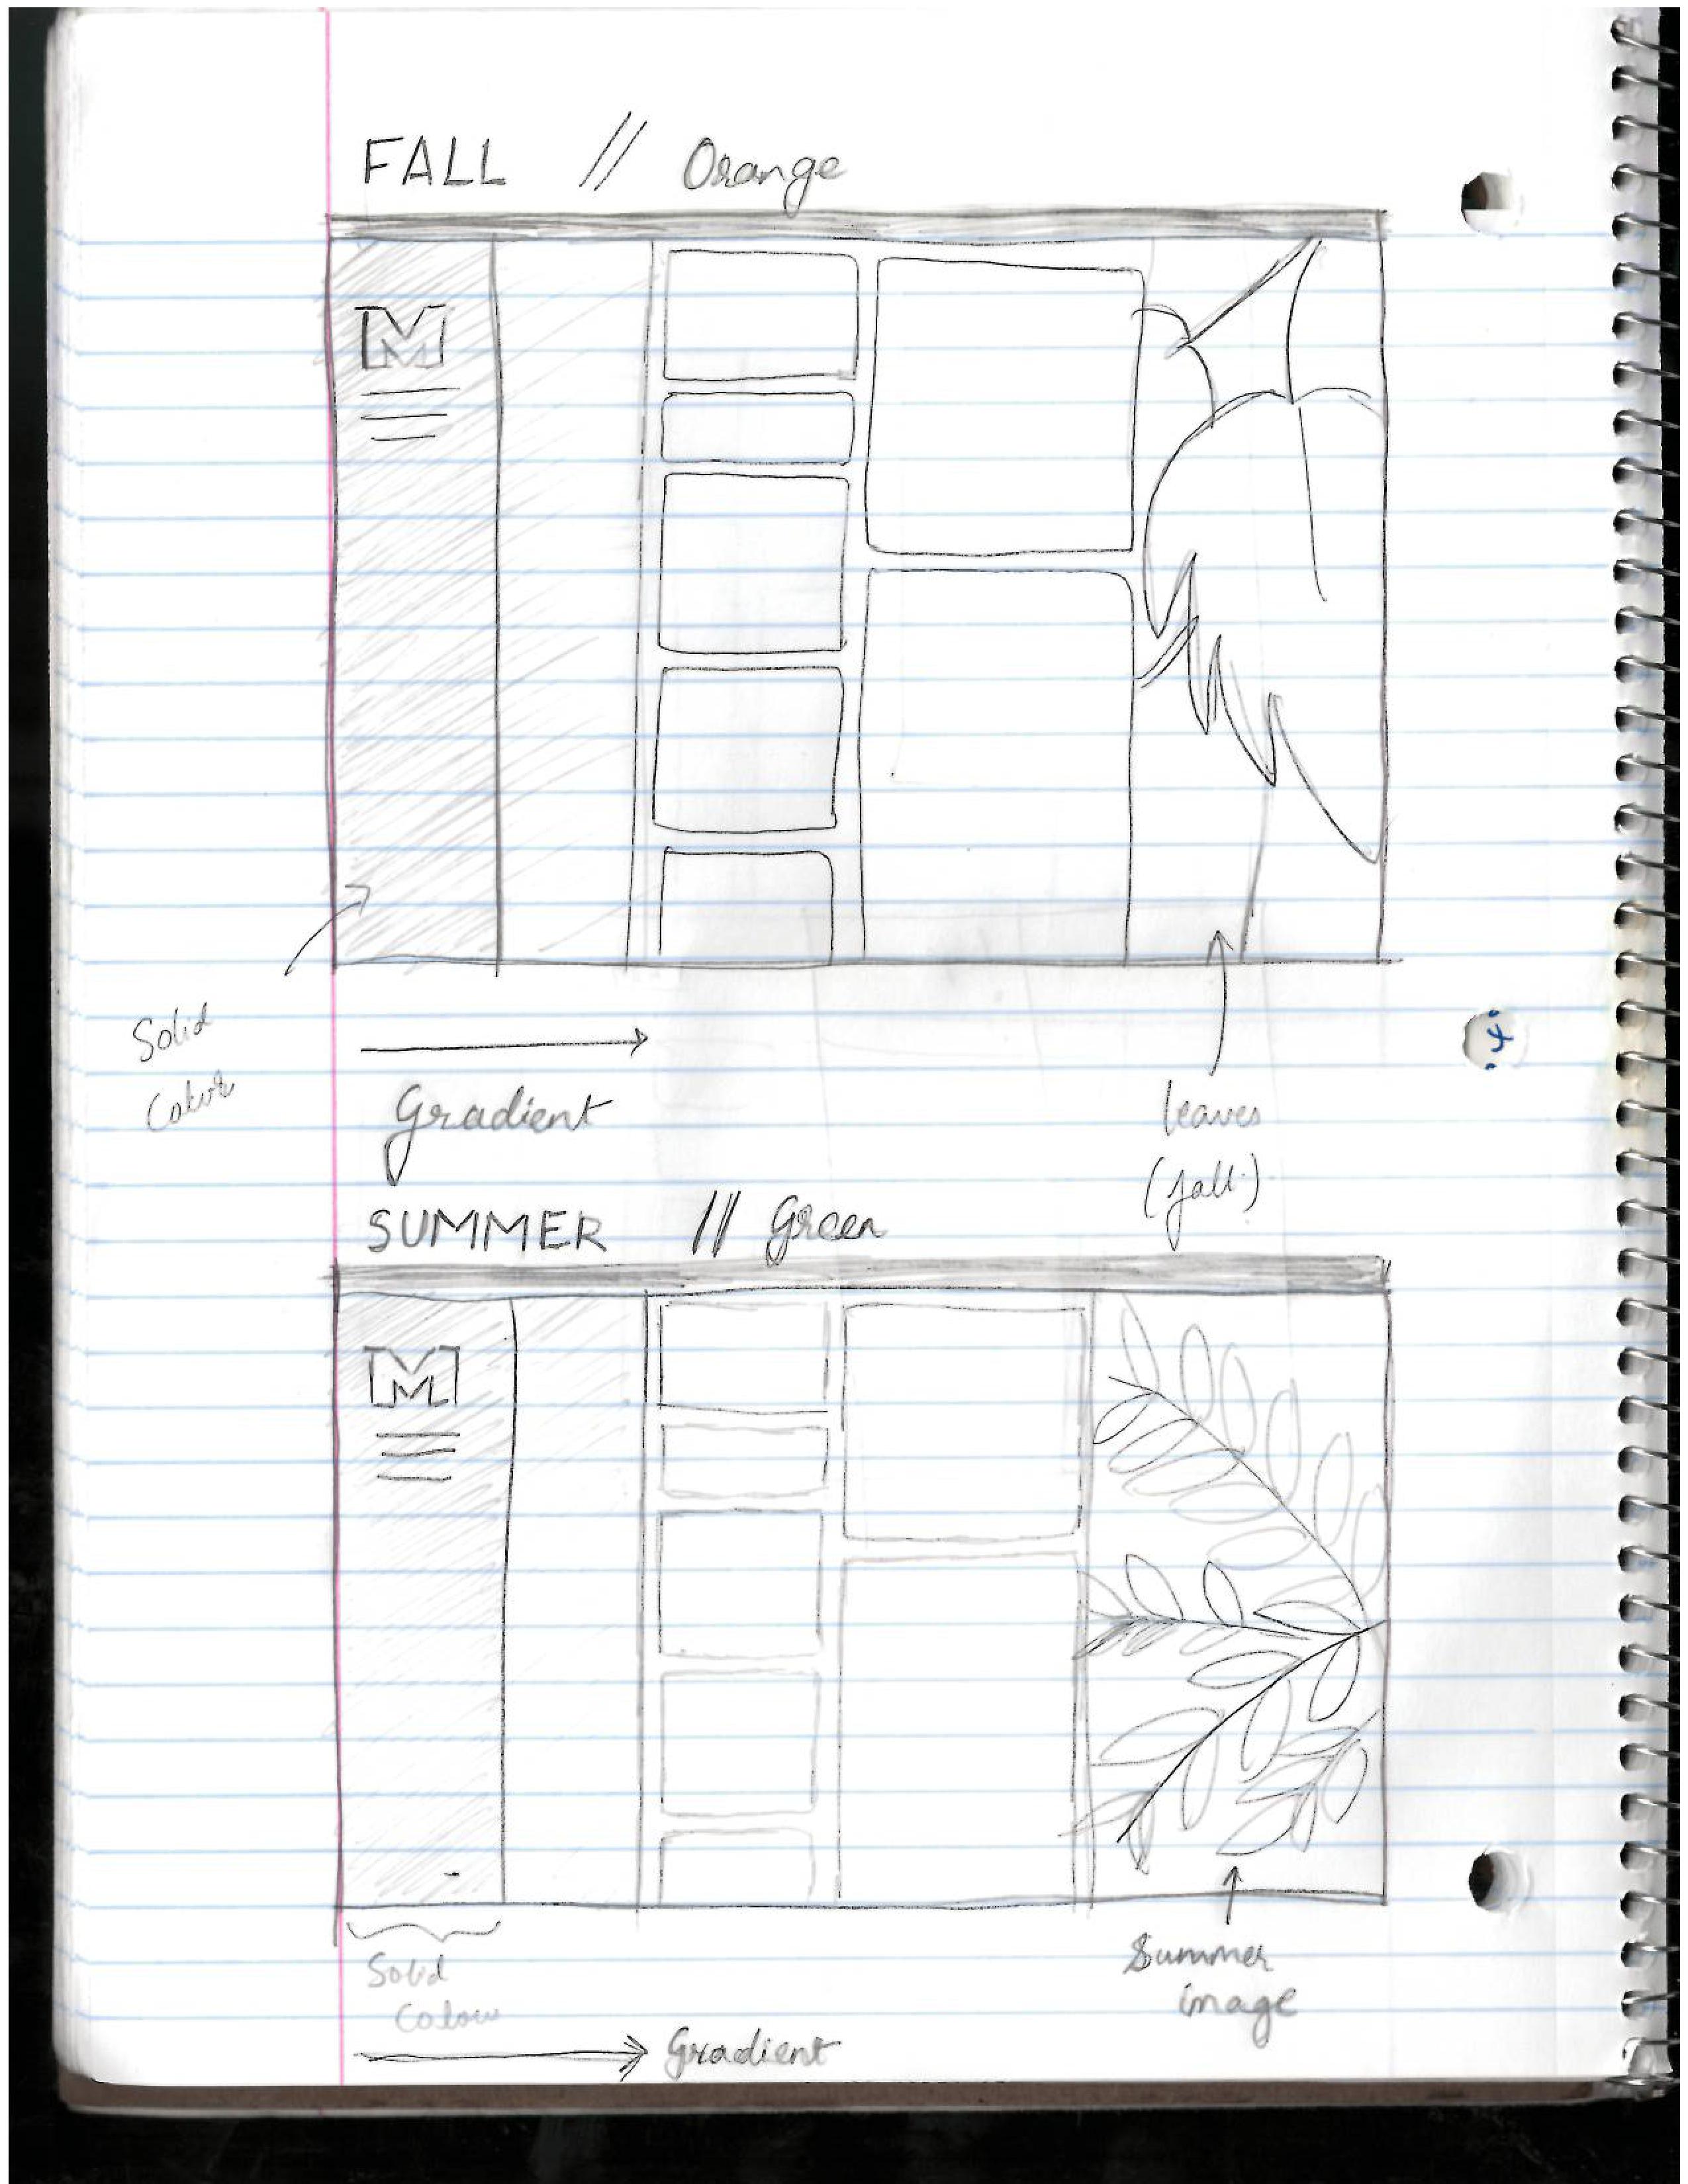 FALL // Orange
M
Solid
Color
Gradient
leaves
(fall)
SUMMER // Green
M
Solid
Colour
Gradient
Summer
image